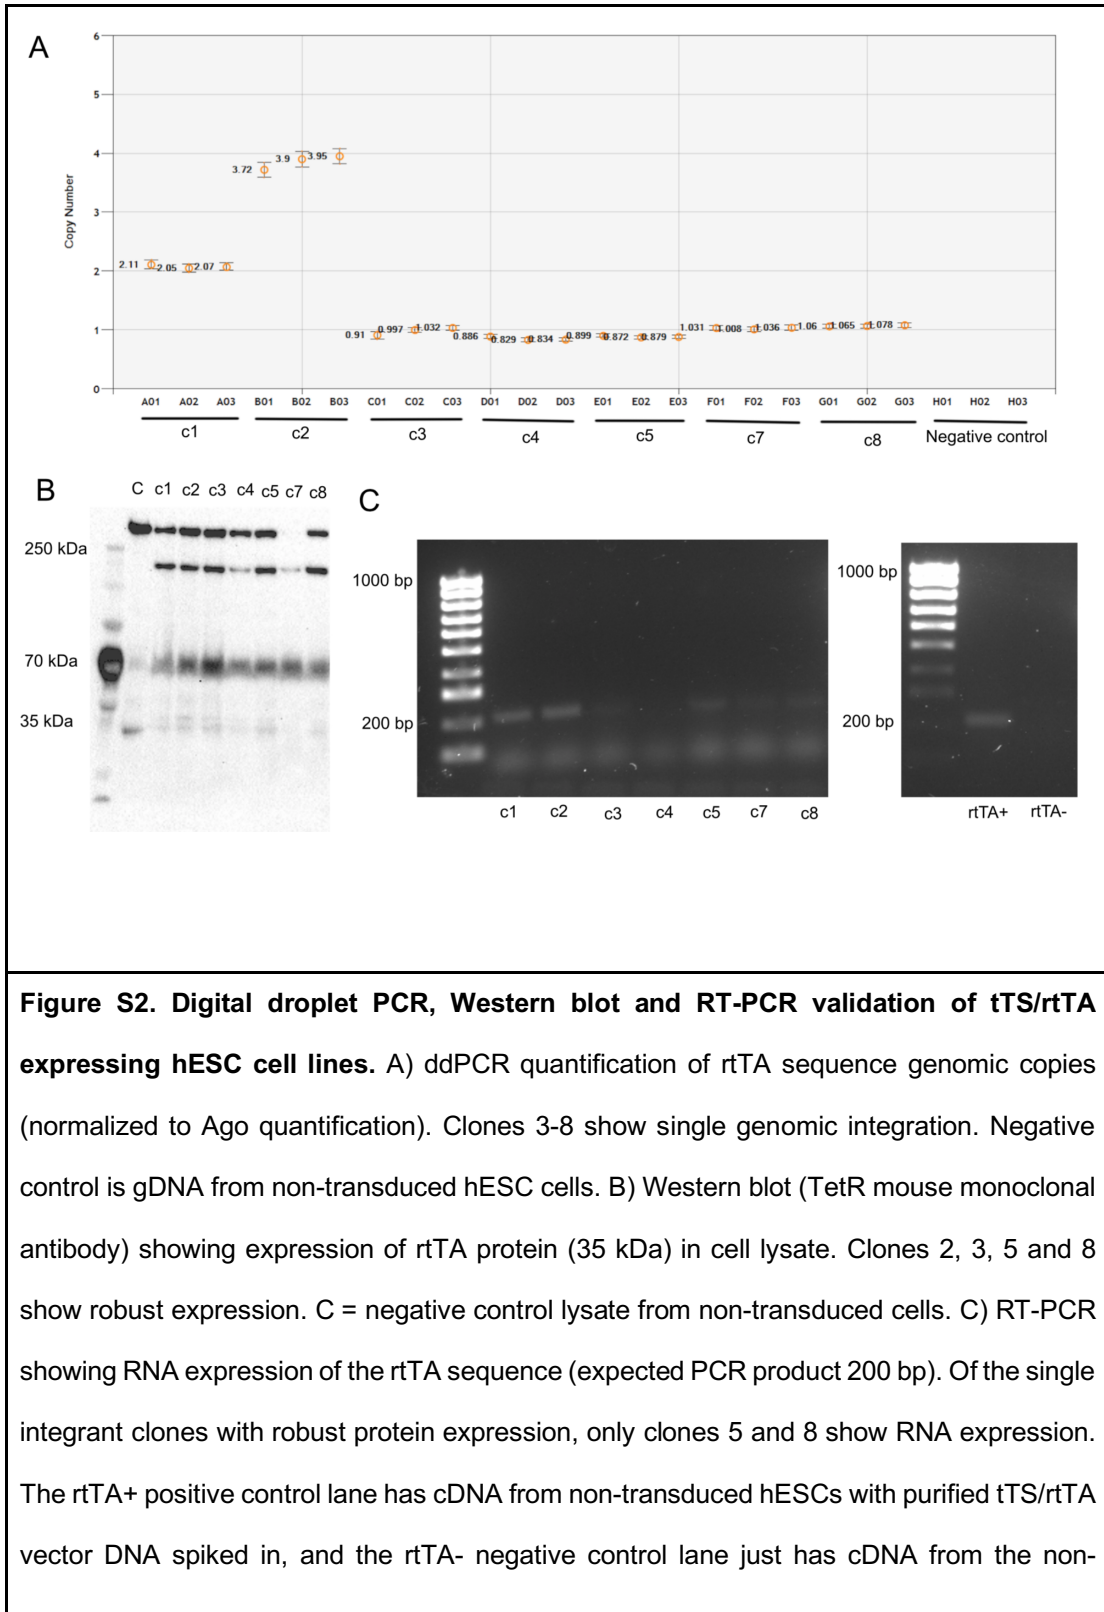 A
6
5
4
3
2
1
0
Copy Number
2.11 2.05 2.07 3.72 3.9 3.95 0.91 0.997 1.032 0.886 0.829 0.834 0.899 0.872 0.879 1.031 1.008 1.036 1.06 1.065 1.078
A01 A02 A03 B01 B02 B03 C01 C02 C03 D01 D02 D03 E01 E02 E03 F01 F02 F03 G01 G02 G03 H01 H02 H03
c1 c2 c3 c4 c5 c7 c8 Negative control
B
C c1 c2 c3 c4 c5 c7 c8
250 kDa
70 kDa
35 kDa
C
1000 bp
200 bp
c1 c2 c3 c4 c5 c7 c8
1000 bp
200 bp
rtTA+ rtTA-
Figure S2. Digital droplet PCR, Western blot and RT-PCR validation of tTS/rtTA
expressing hESC cell lines. A) ddPCR quantification of rtTA sequence genomic copies
(normalized to Ago quantification). Clones 3-8 show single genomic integration. Negative
control is gDNA from non-transduced hESC cells. B) Western blot (TetR mouse monoclonal
antibody) showing expression of rtTA protein (35 kDa) in cell lysate. Clones 2, 3, 5 and 8
show robust expression. C = negative control lysate from non-transduced cells. C) RT-PCR
showing RNA expression of the rtTA sequence (expected PCR product 200 bp). Of the single
integrant clones with robust protein expression, only clones 5 and 8 show RNA expression.
The rtTA+ positive control lane has cDNA from non-transduced hESCs with purified tTS/rtTA
vector DNA spiked in, and the rtTA- negative control lane just has cDNA from the non-